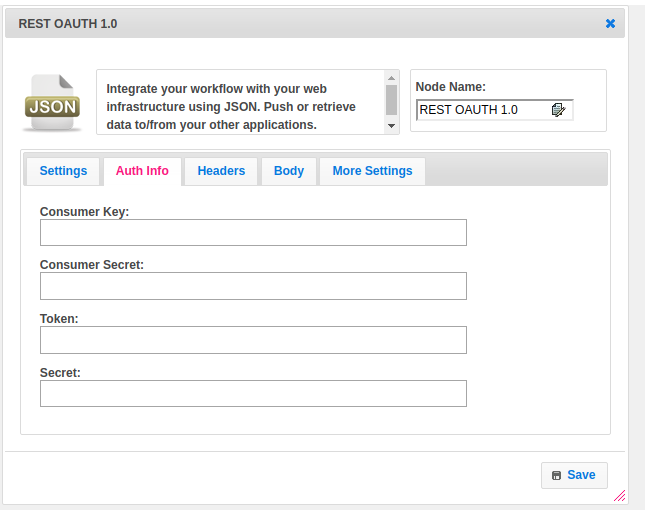 REST OAUTH 1.0
JSON
Integrate your workflow with your web
infrastructure using JSON. Push or retrieve
data to/from your other applications.
Node Name:
REST OAUTH 1.0
Settings
Auth Info
Headers
Body
More Settings
Consumer Key:
Consumer Secret:
Token:
Secret:
Save